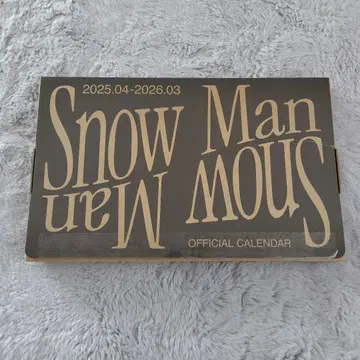 2025.04-2026.03
Snow Man
Snow Man
OFFICIAL CALENDAR